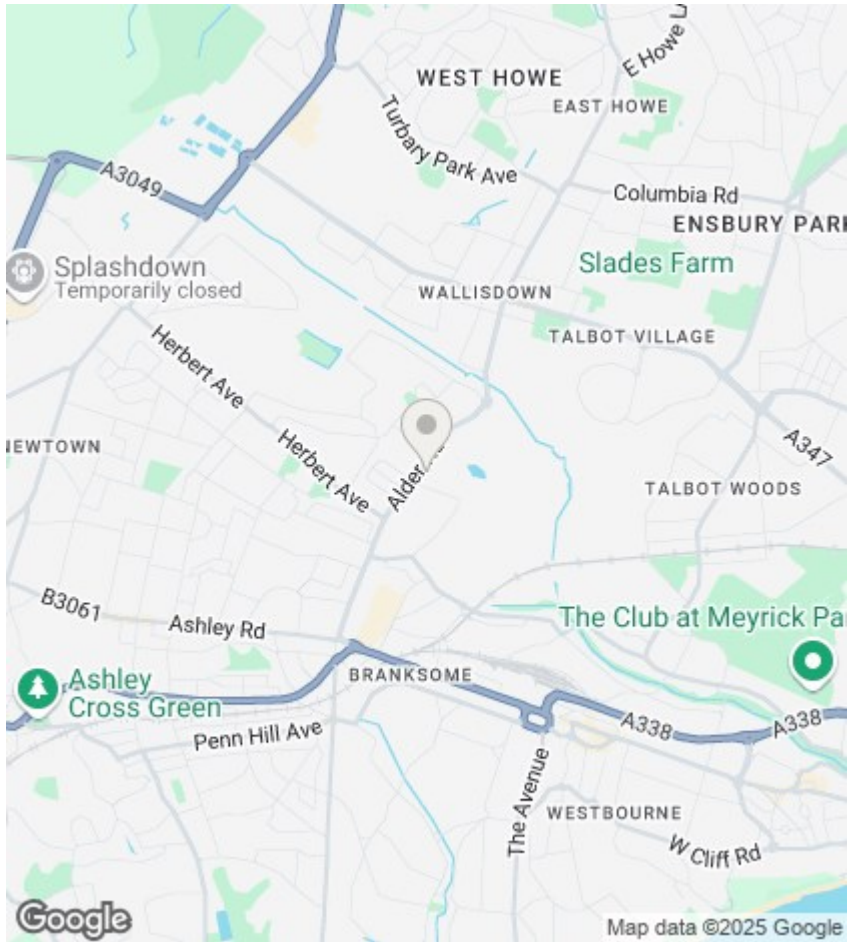 WEST HOWE
E Howe L
EAST HOWE
Turbary Park Ave
A3049
Columbia Rd
ENSBURY PARK
Splashdown
Temporarily closed
Slades Farm
WALLISDOWN
TALBOT VILLAGE
Herbert Ave
NEWTOWN
Herbert Ave
Alder
A347
TALBOT WOODS
B3061
Ashley Rd
The Club at Meyrick Pa
Ashley
Cross Green
BRANKSOME
Penn Hill Ave
A338
A338
The Avenue
WESTBOURNE
W Cliff Rd
Google
Map data ©2025 Google